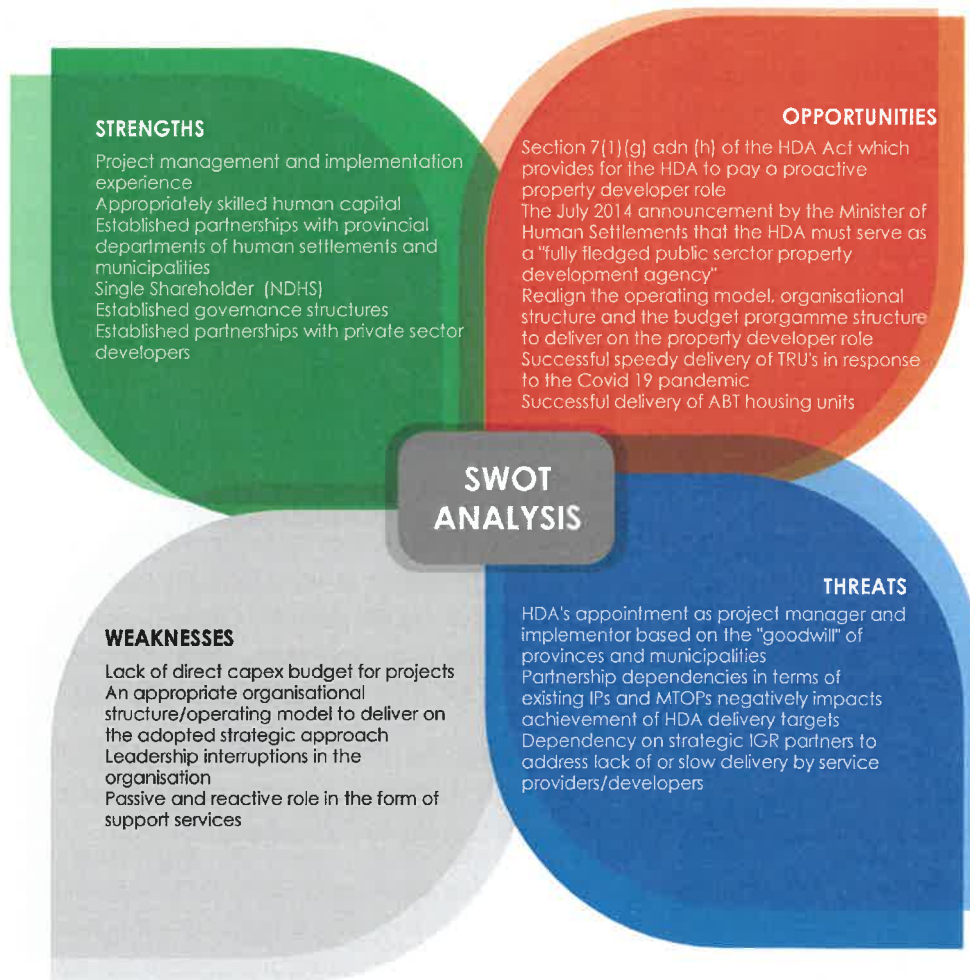 STRENGTHS
Project management and implementation
experience
Appropriately skilled human capital
Established partnerships with provincial
departments of human settlements and
municipalities
Single Shareholder (NDHS)
Established governance structures
Established partnerships with private sector
developers
OPPORTUNITIES
Section 7(1)(g) adn (h) of the HDA Act which
provides for the HDA to pay a proactive
property developer role
The July 2014 announcement by the Minister of
Human Settlements that the HDA must serve as
a "fully fledged public serctor property
development agency"
Realign the operating model, organisational
structure and the budget prorgamme structure
to deliver on the property developer role
Successful speedy delivery of TRU's in response
to the Covid 19 pandemic
Successful delivery of ABT housing units
SWOT
ANALYSIS
WEAKNESSES
Lack of direct capex budget for projects
An appropriate organisational
structure/operating model to deliver on
the adopted strategic approach
Leadership interruptions in the
organisation
Passive and reactive role in the form of
support services
THREATS
HDA's appointment as project manager and
implementor based on the "goodwill" of
provinces and municipalities
Partnership dependencies in terms of
existing IPs and MTOPs negatively impacts
achievement of HDA delivery targets
Dependency on strategic IGR partners to
address lack of or slow delivery by service
providers/developers